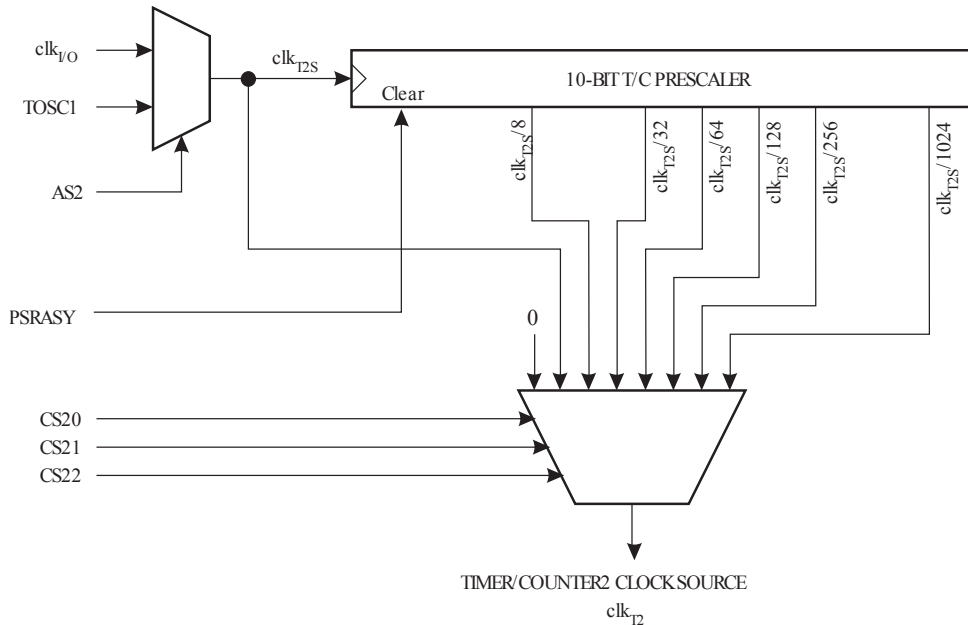 clkI/O
clkT2S
10-BIT T/C PRESCALER
TOSC1
Clear
clkT2S/8
clkT2S/32
clkT2S/64
clkT2S/128
clkT2S/256
clkT2S/1024
AS2
PSRASY
0
CS20
CS21
CS22
TIMER/COUNTER2 CLOCK SOURCE
clkT2